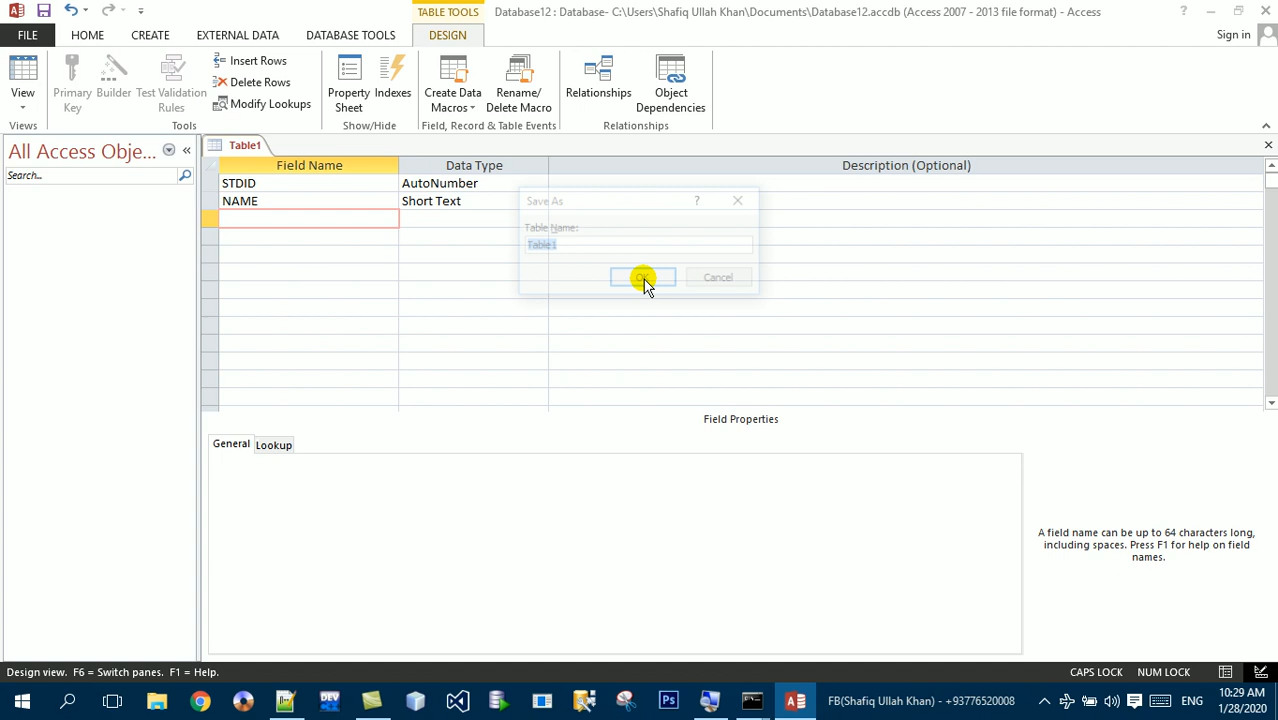 TABLE TOOLS
Database12 : Database- C:\Users\Shafiq Ullah Khan\Documents\Database12.accdb (Access 2007 - 2013 file format) - Access
FILE HOME CREATE EXTERNAL DATA DATABASE TOOLS DESIGN Sign in
View
Primary Key
Builder
Test Validation Rules
Insert Rows
Delete Rows
Modify Lookups
Property Sheet
Indexes
Create Data Macros
Rename/ Delete Macro
Relationships
Object Dependencies
Views Tools Show/Hide Field, Record & Table Events Relationships
All Access Obje...
Search...
Table1
Field Name Data Type Description (Optional)
STDID AutoNumber
NAME Short Text
Save As
Table Name:
Table1
OK Cancel
Field Properties
General Lookup
A field name can be up to 64 characters long,
including spaces. Press F1 for help on field
names.
Design view. F6 = Switch panes. F1 = Help. CAPS LOCK NUM LOCK
DEV
Ps
FB(Shafiq Ullah Khan) - +93776520008
ENG
10:29 AM
1/28/2020